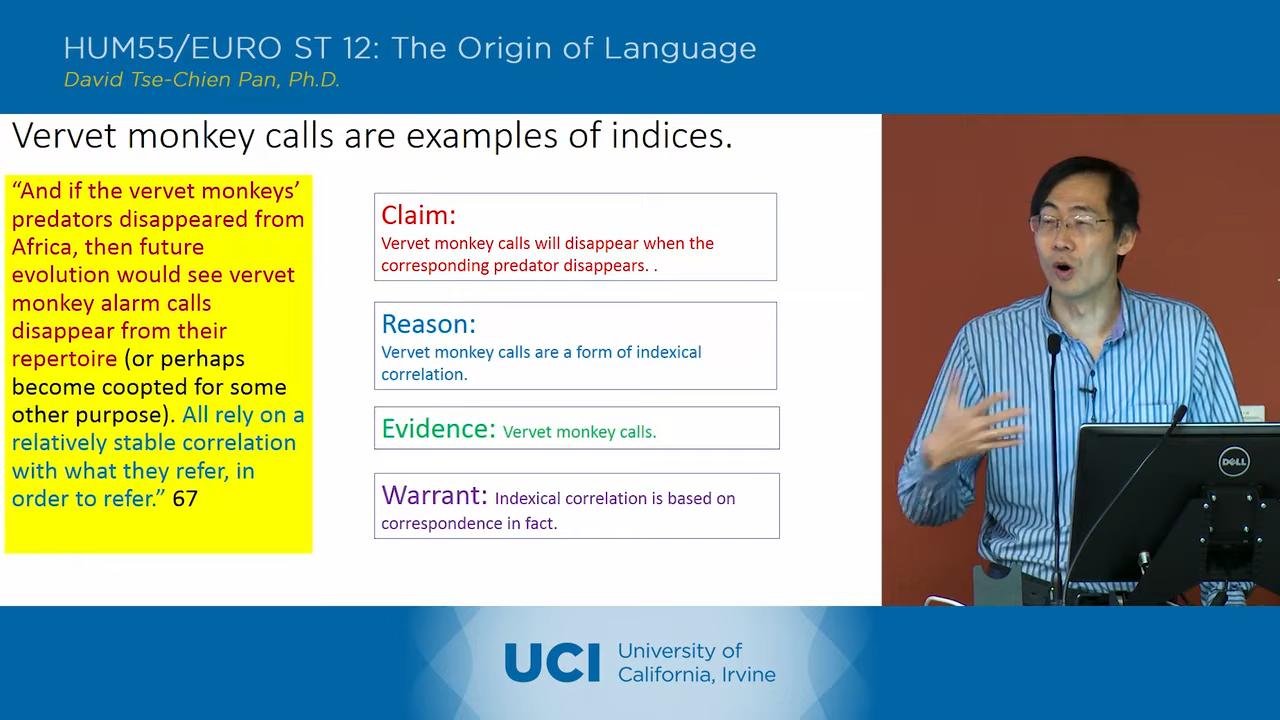 HUM55/EURO ST 12: The Origin of Language
David Tse-Chien Pan, Ph.D.
Vervet monkey calls are examples of indices.
“And if the vervet monkeys’
predators disappeared from
Africa, then future
evolution would see vervet
monkey alarm calls
disappear from their
repertoire (or perhaps
become coopted for some
other purpose). All rely on a
relatively stable correlation
with what they refer, in
order to refer.” 67
Claim:
Vervet monkey calls will disappear when the
corresponding predator disappears. .
Reason:
Vervet monkey calls are a form of indexical
correlation.
Evidence: Vervet monkey calls.
Warrant: Indexical correlation is based on
correspondence in fact.
DELL
UCI
University of
California, Irvine